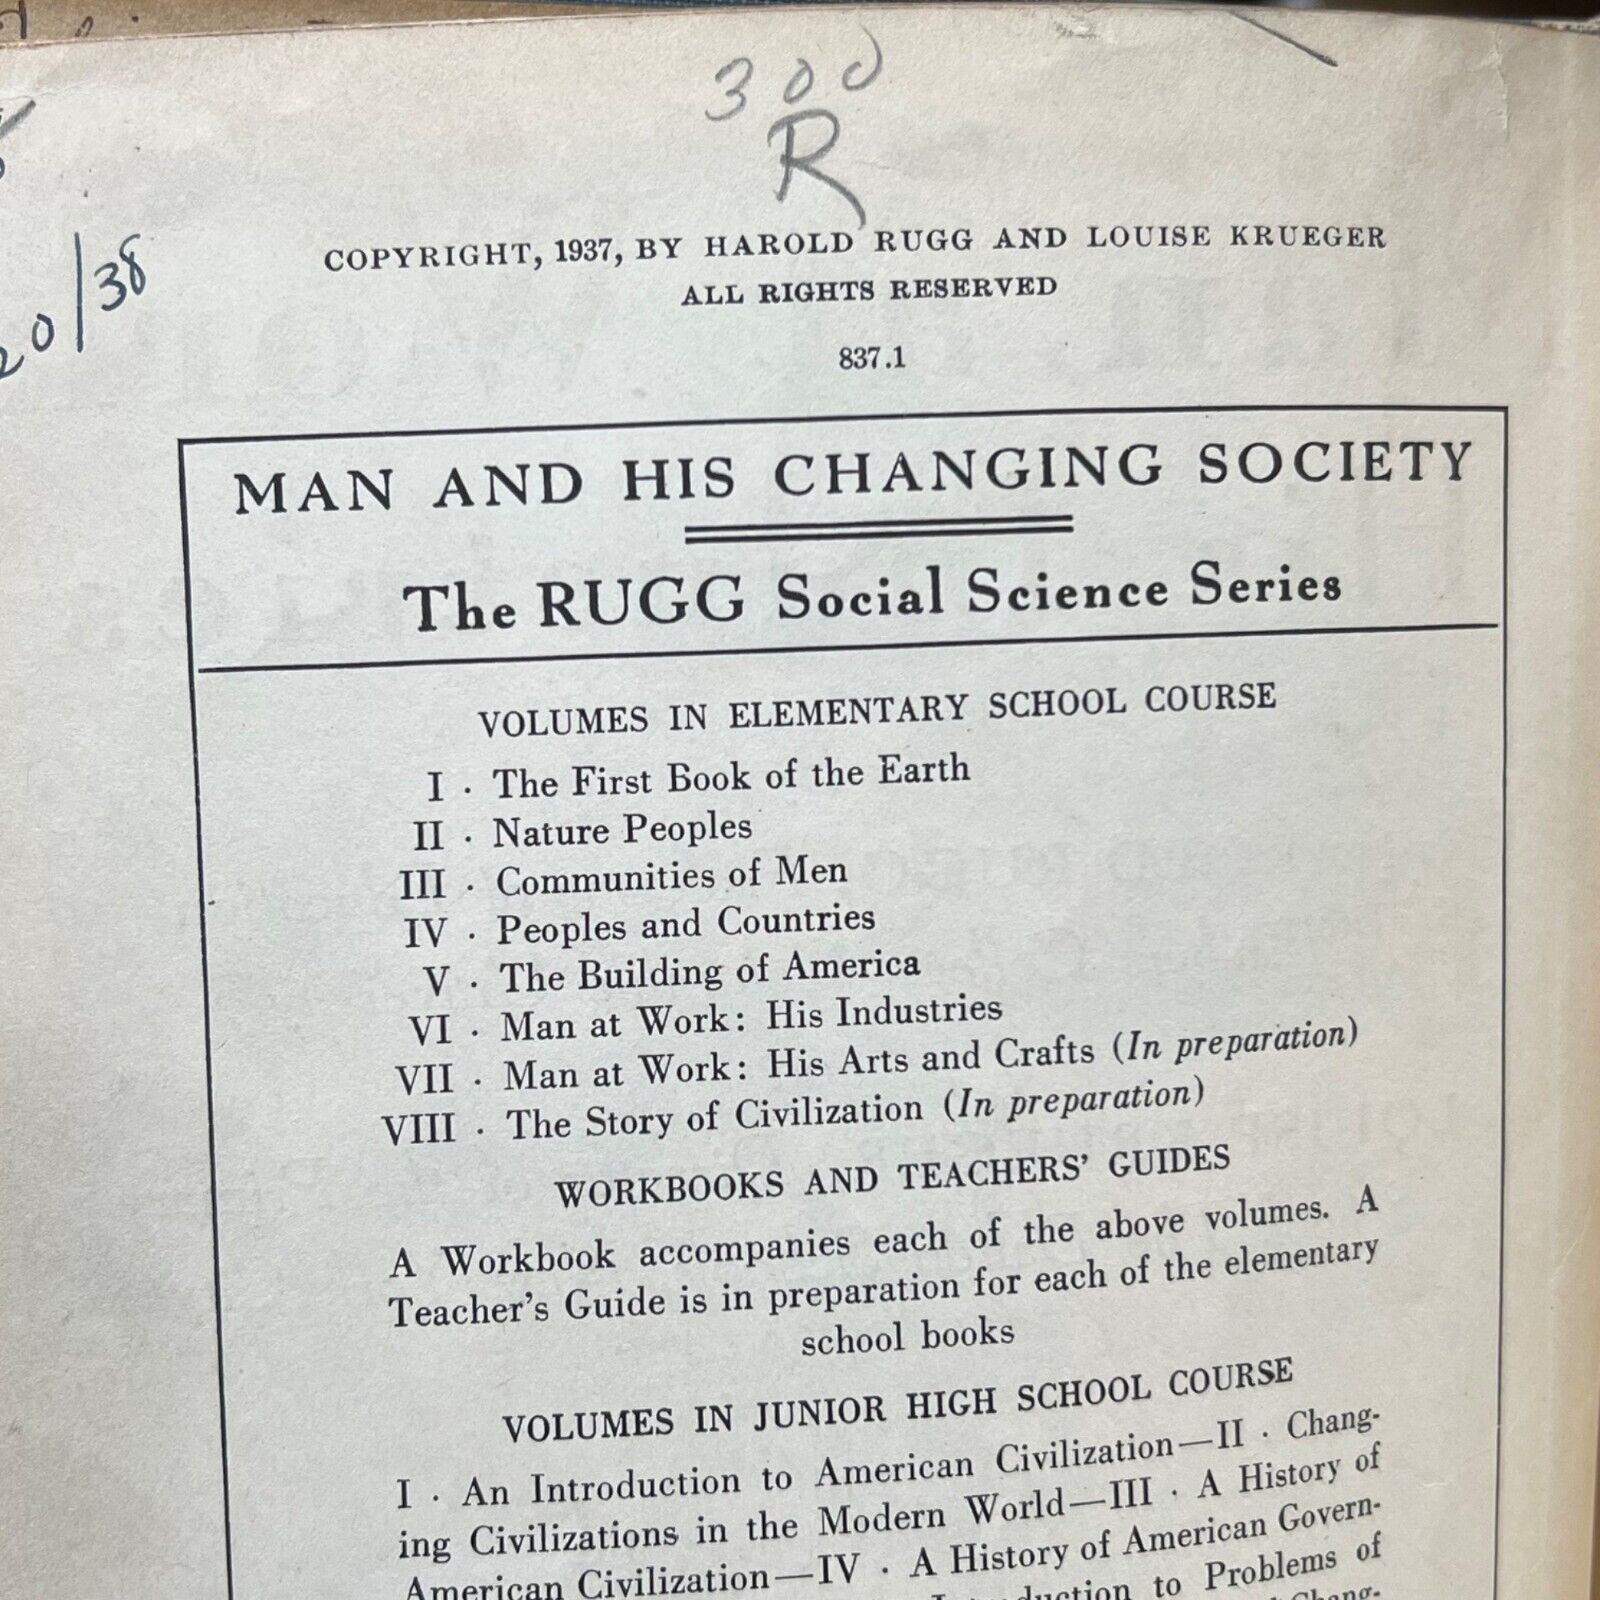 300
R
20/38
COPYRIGHT, 1937, BY HAROLD RUGG AND LOUISE KRUEGER
ALL RIGHTS RESERVED
837.1
MAN AND HIS CHANGING SOCIETY
The RUGG Social Science Series
VOLUMES IN ELEMENTARY SCHOOL COURSE
I · The First Book of the Earth
II · Nature Peoples
III · Communities of Men
IV · Peoples and Countries
V · The Building of America
VI · Man at Work: His Industries
VII · Man at Work: His Arts and Crafts (In preparation)
VIII · The Story of Civilization (In preparation)
WORKBOOKS AND TEACHERS' GUIDES
A Workbook accompanies each of the above volumes. A
Teacher's Guide is in preparation for each of the elementary
school books
VOLUMES IN JUNIOR HIGH SCHOOL COURSE
I · An Introduction to American Civilization—II · Chang-
ing Civilizations in the Modern World—III · A History of
American Civilization—IV · A History of American Govern-
to Problems of
Chang-